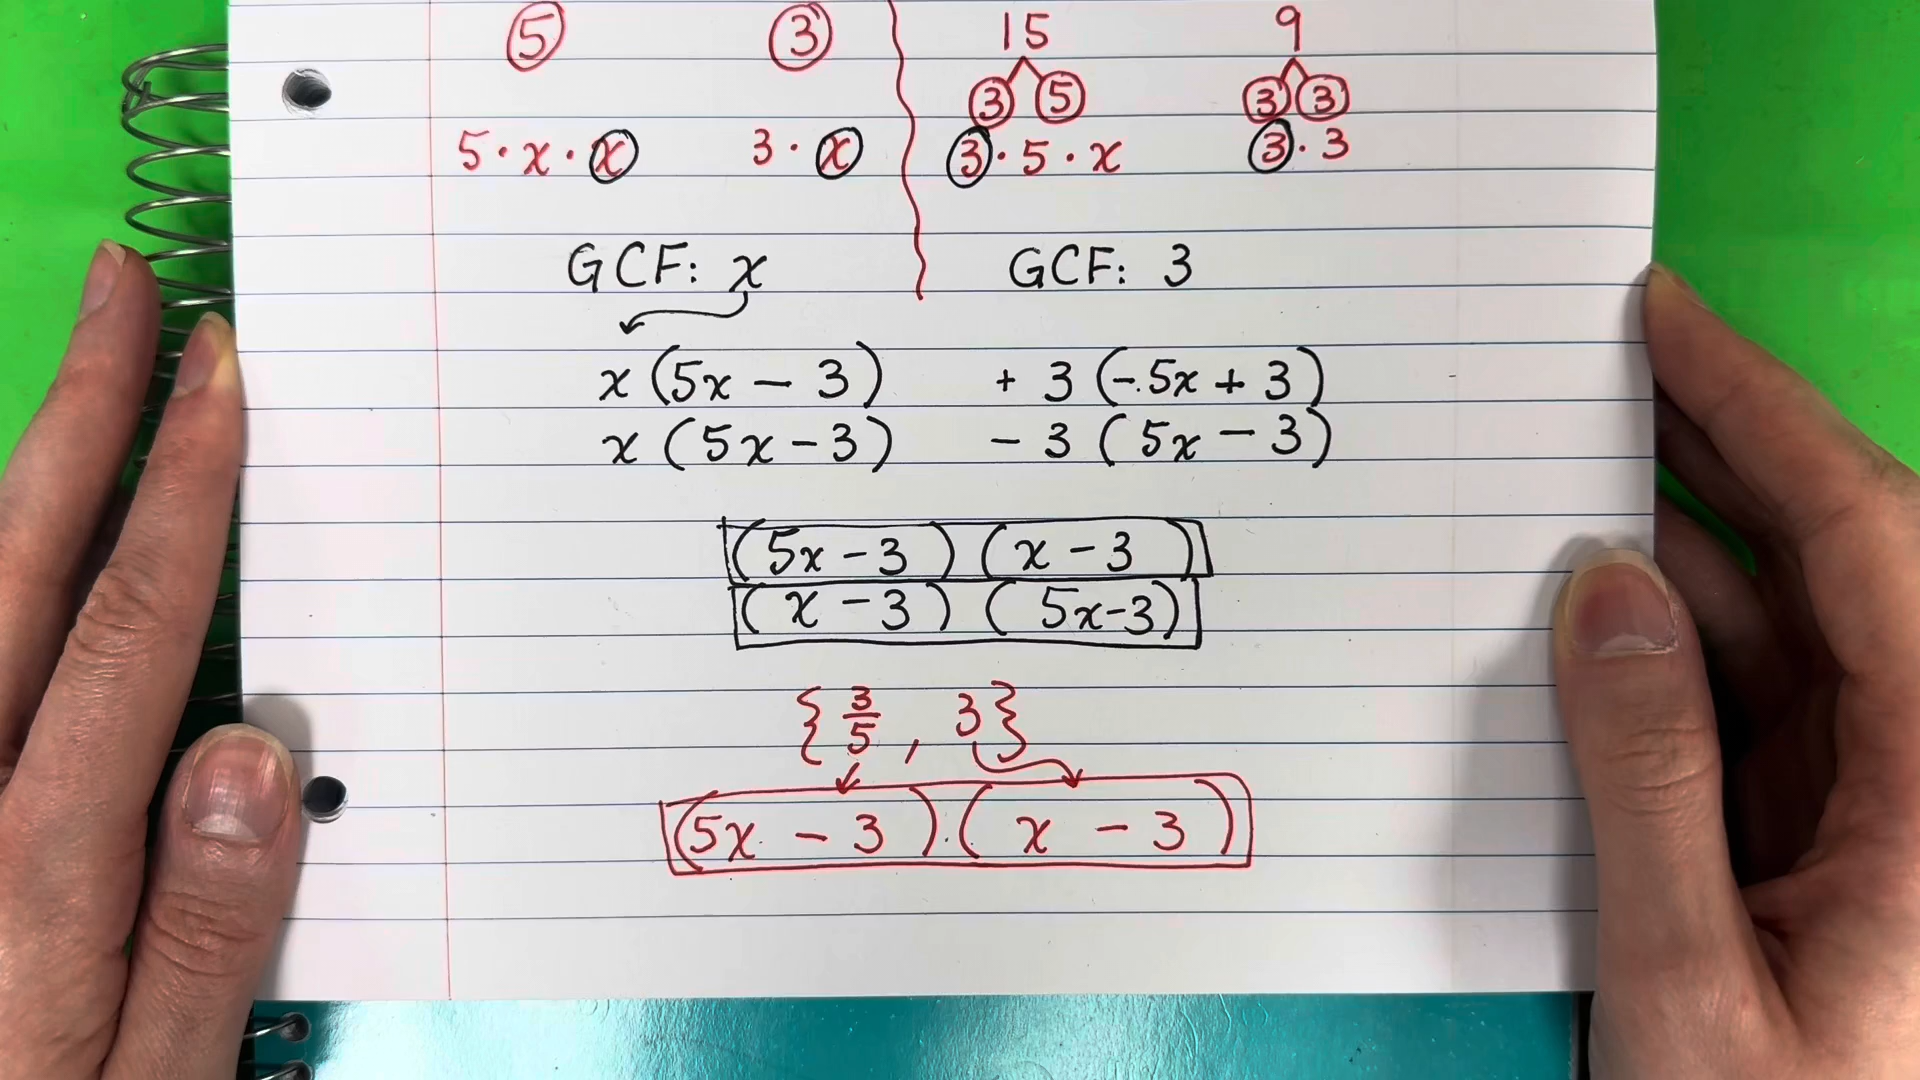 5 3 15 9
3 5 3 3
5 · x · x 3 · x 3 · 5 · x 3 · 3
GCF: x GCF: 3
x (5x − 3) + 3 (−5x + 3)
x (5x − 3) − 3 (5x − 3)
(5x − 3) (x − 3)
(x − 3) (5x − 3)
{3/5, 3}
(5x − 3) · (x − 3)